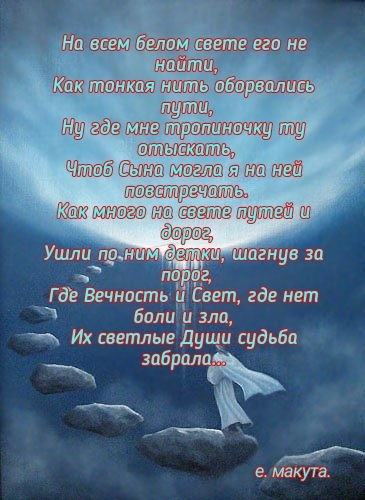 На всем белом свете его не
найти,
Как тонкая нить оборвались
пути,
Ну где мне тропиночку ту
отыскать,
Чтоб Сына могла я на ней
повстречать.
Как много на свете путей и
дорог,
Ушли по ним детки, шагнув за
порог,
Где Вечность и Свет, где нет
боли и зла,
Их светлые Души судьба
забрала...
е. макута.